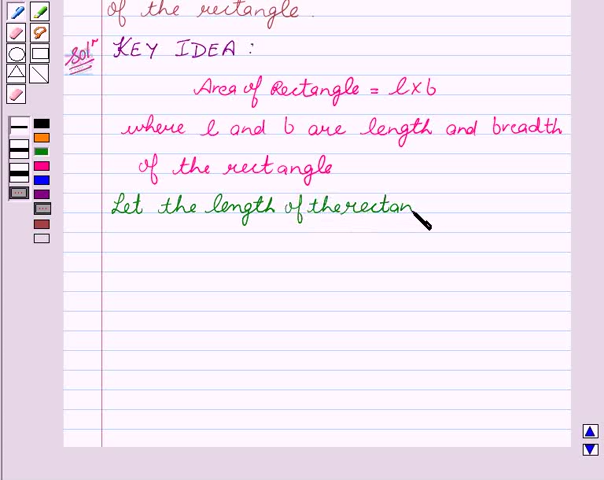 of the rectangle.
Solⁿ KEY IDEA :
Area of Rectangle = l×b
where l and b are length and breadth
of the rectangle
Let the length of the rectan